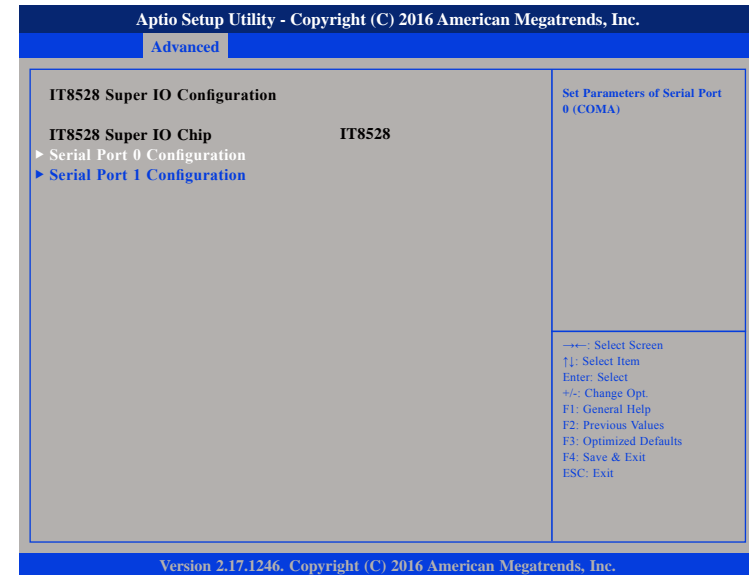 Aptio Setup Utility - Copyright (C) 2016 American Megatrends, Inc.
Advanced
IT8528 Super IO Configuration
IT8528 Super IO Chip IT8528
▶ Serial Port 0 Configuration
▶ Serial Port 1 Configuration
Set Parameters of Serial Port
0 (COMA)
→←: Select Screen
↑↓: Select Item
Enter: Select
+/-: Change Opt.
F1: General Help
F2: Previous Values
F3: Optimized Defaults
F4: Save & Exit
ESC: Exit
Version 2.17.1246. Copyright (C) 2016 American Megatrends, Inc.